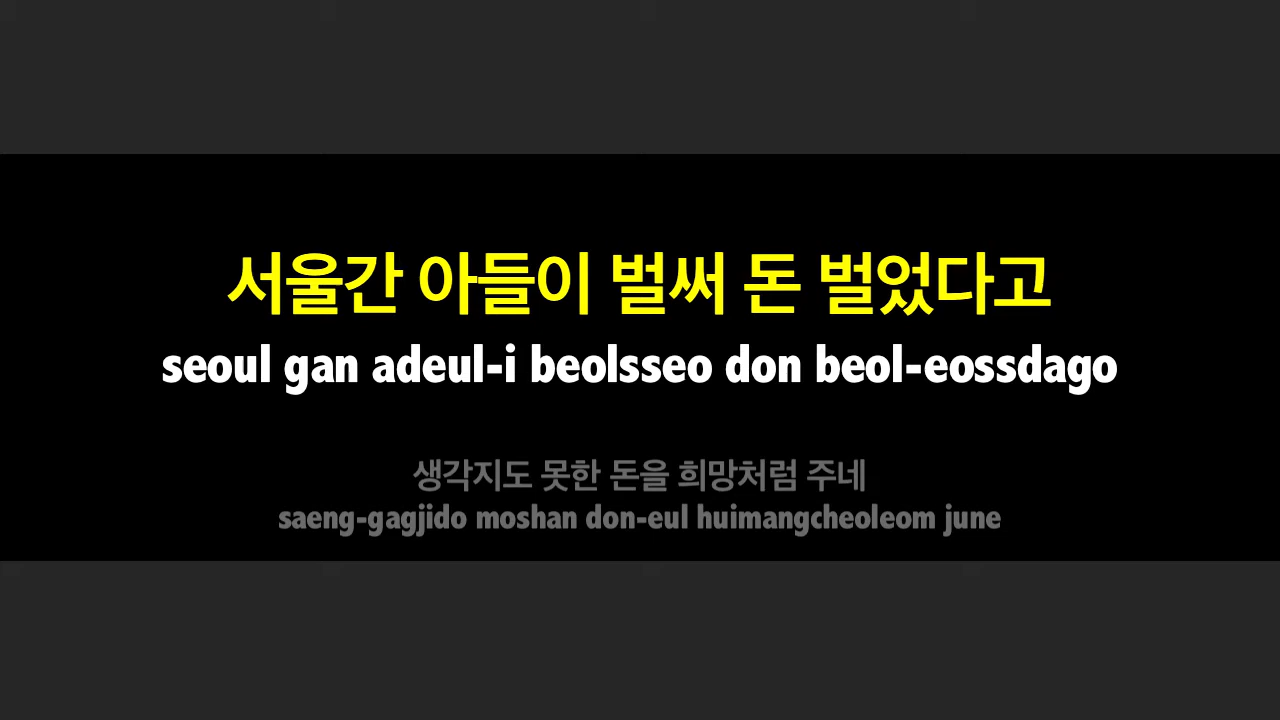 서울간 아들이 벌써 돈 벌었다고
seoul gan adeul-i beolsseo don beol-eossdago
생각지도 못한 돈을 희망처럼 주네
saeng-gagjido moshan don-eul huimangcheoleom june